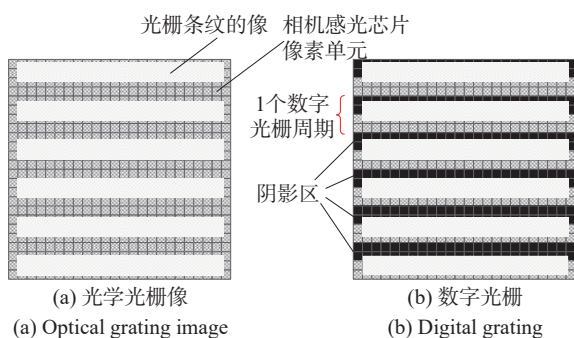 光栅条纹的像
相机感光芯片
像素单元
1个数字
光栅周期
阴影区
(a) 光学光栅像
(a) Optical grating image
(b) 数字光栅
(b) Digital grating